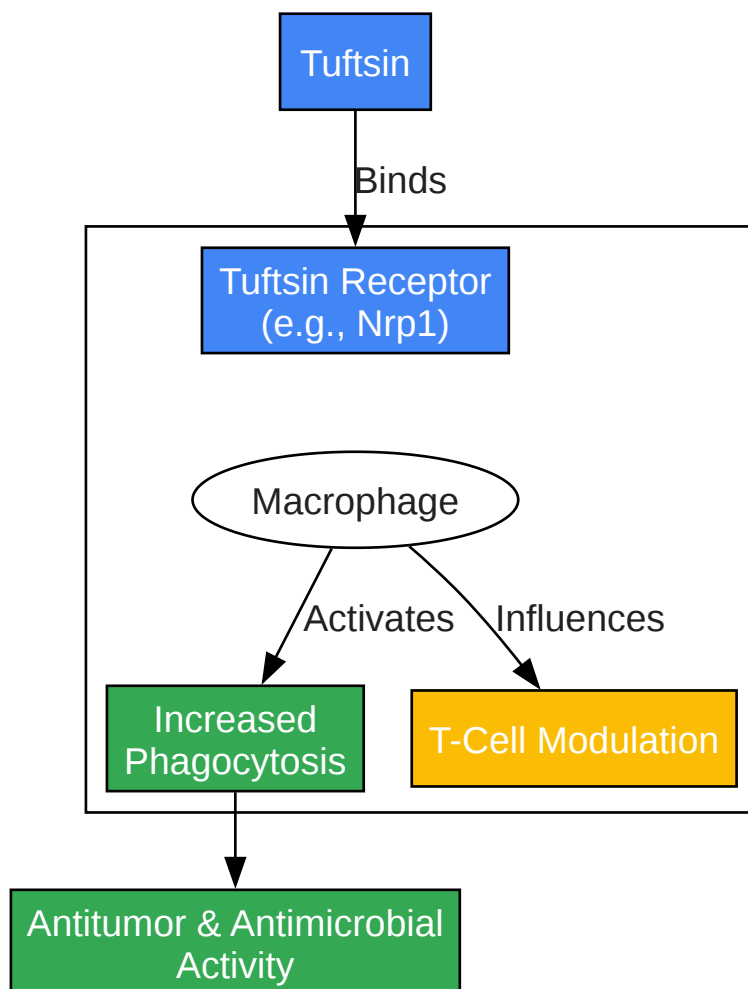 Tuftsin
Binds
Tuftsin Receptor
(e.g., Nrp1)
Macrophage
Activates
Influences
Increased
Phagocytosis
T-Cell Modulation
Antitumor & Antimicrobial
Activity